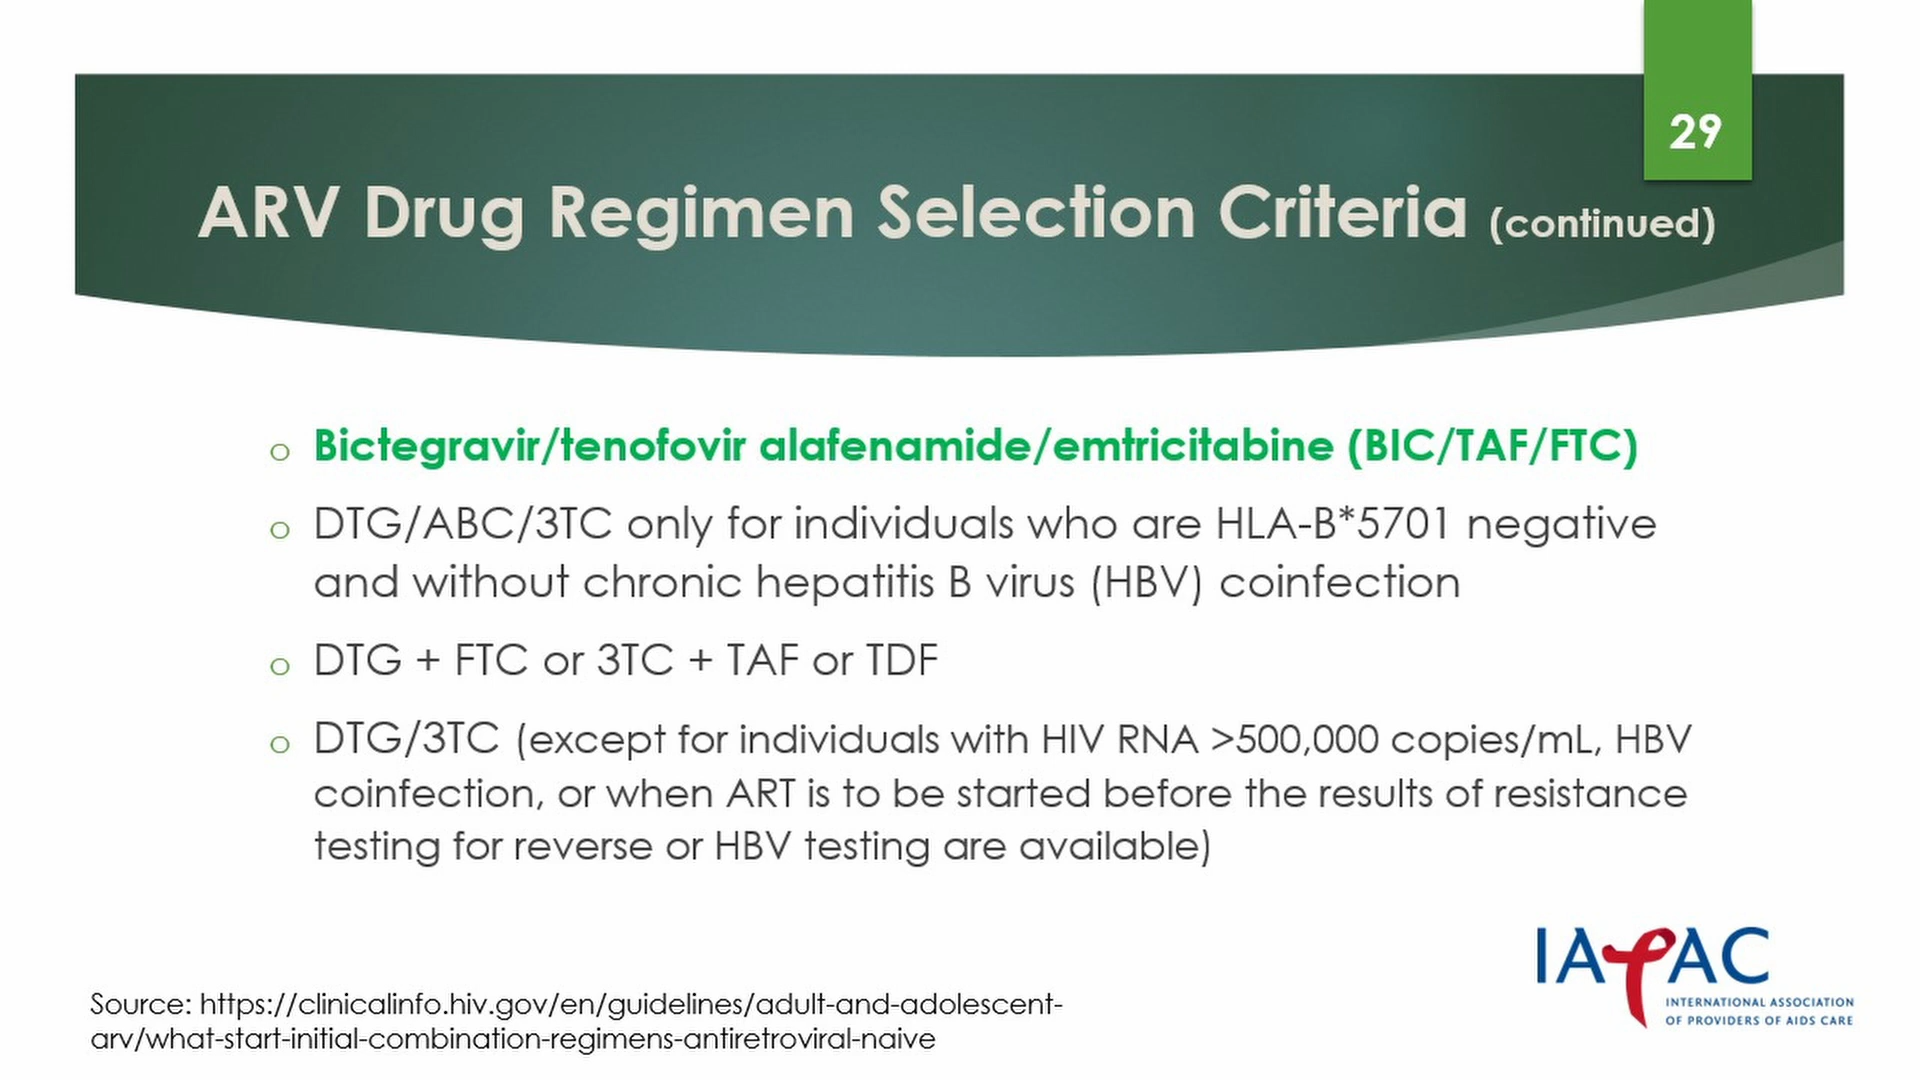 29
ARV Drug Regimen Selection Criteria (continued)
o Bictegravir/tenofovir alafenamide/emtricitabine (BIC/TAF/FTC)
o DTG/ABC/3TC only for individuals who are HLA-B*5701 negative
and without chronic hepatitis B virus (HBV) coinfection
o DTG + FTC or 3TC + TAF or TDF
o DTG/3TC (except for individuals with HIV RNA >500,000 copies/mL, HBV
coinfection, or when ART is to be started before the results of resistance
testing for reverse or HBV testing are available)
IAPAC
INTERNATIONAL ASSOCIATION
OF PROVIDERS OF AIDS CARE
Source: https://clinicalinfo.hiv.gov/en/guidelines/adult-and-adolescent-
arv/what-start-initial-combination-regimens-antiretroviral-naive